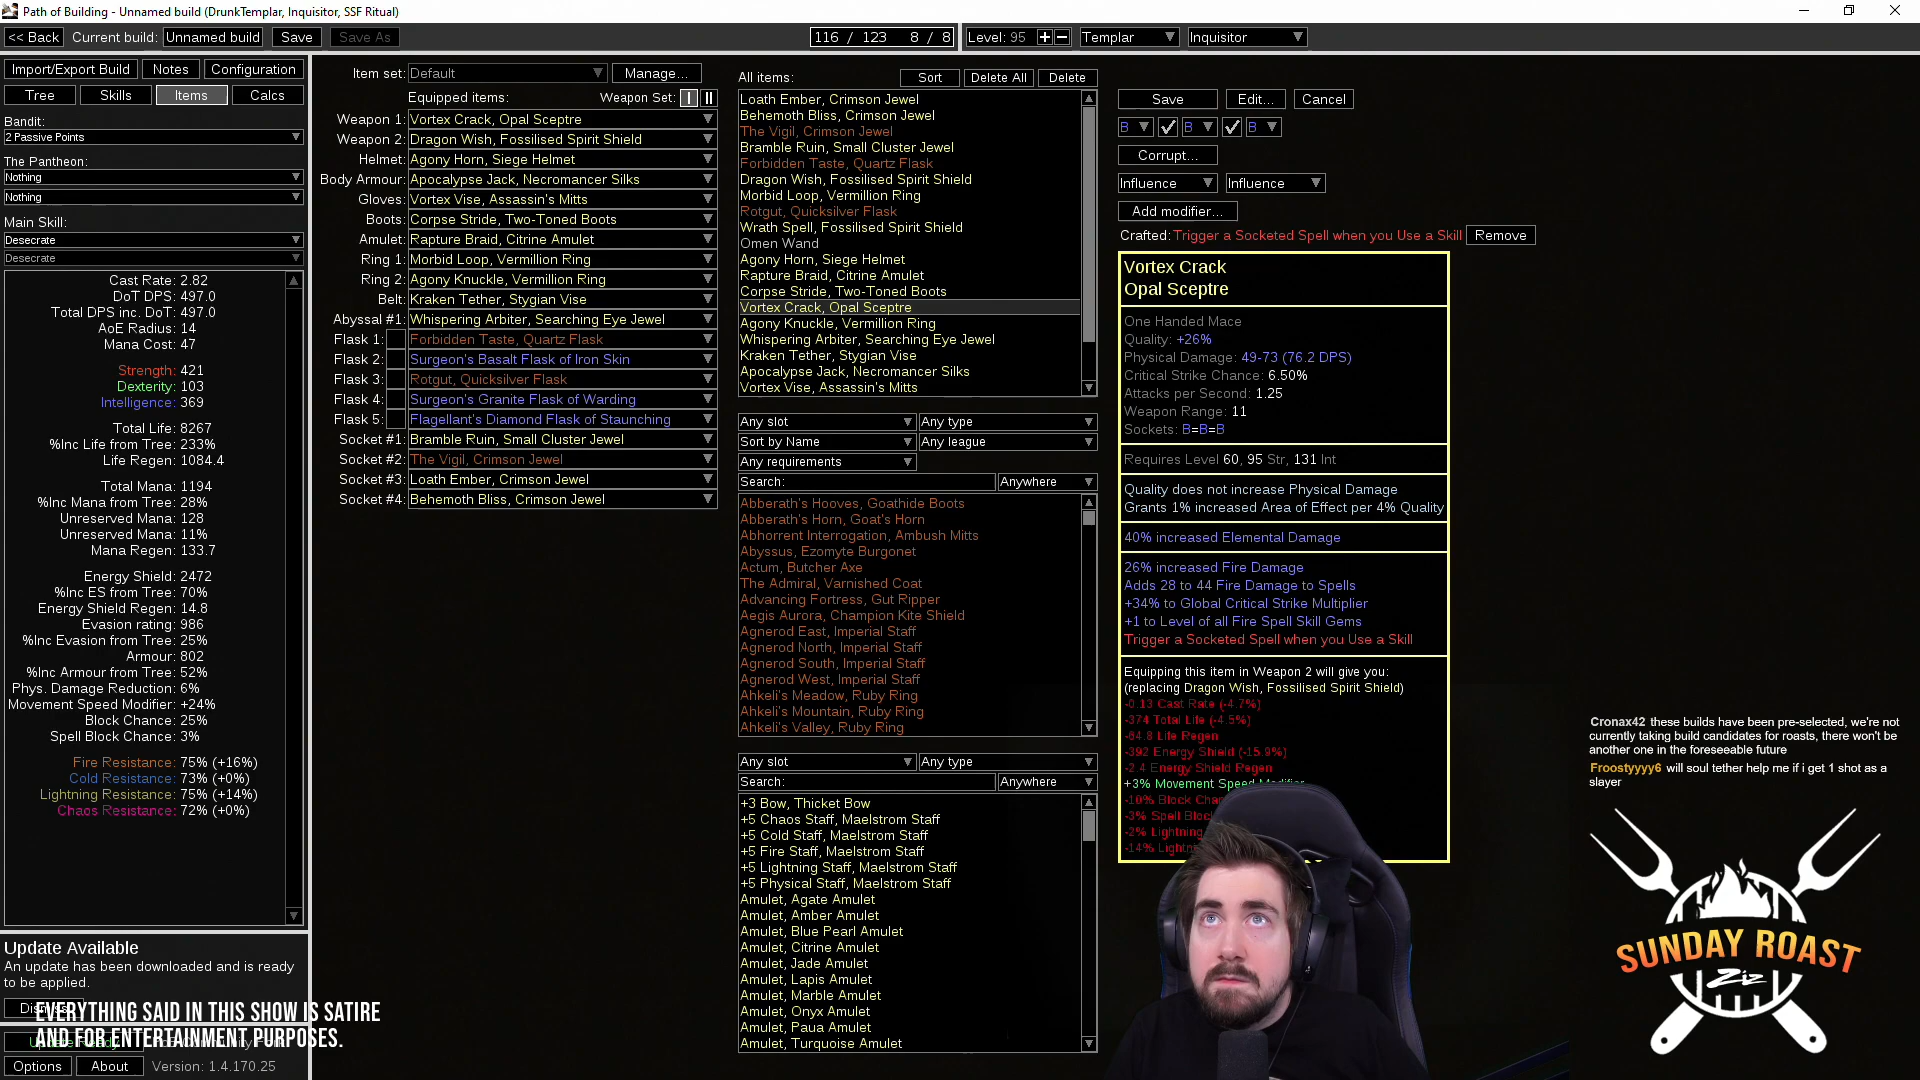 Path of Building - Unnamed build (DrunkTemplar, Inquisitor, SSF Ritual)
<< Back
Current build: Unnamed build
Save
Save As
116 / 123 8 / 8
Level: 95
Templar
Inquisitor
Import/Export Build
Notes
Configuration
Tree
Skills
Items
Calcs
Bandit:
2 Passive Points
The Pantheon:
Nothing
Nothing
Main Skill:
Desecrate
Desecrate
Cast Rate: 2.82
DoT DPS: 497.0
Total DPS inc. DoT: 497.0
AoE Radius: 14
Mana Cost: 47
Strength: 421
Dexterity: 103
Intelligence: 369
Total Life: 8267
%Inc Life from Tree: 233%
Life Regen: 1084.4
Total Mana: 1194
%Inc Mana from Tree: 28%
Unreserved Mana: 128
Unreserved Mana: 11%
Mana Regen: 133.7
Energy Shield: 2472
%Inc ES from Tree: 70%
Energy Shield Regen: 14.8
Evasion rating: 986
%Inc Evasion from Tree: 25%
Armour: 802
%Inc Armour from Tree: 52%
Phys. Damage Reduction: 6%
Movement Speed Modifier: +24%
Block Chance: 25%
Spell Block Chance: 3%
Fire Resistance: 75% (+16%)
Cold Resistance: 73% (+0%)
Lightning Resistance: 75% (+14%)
Chaos Resistance: 72% (+0%)
Update Available
An update has been downloaded and is ready
to be applied.
EVERYTHING SAID IN THIS SHOW IS SATIRE
AND FOR ENTERTAINMENT PURPOSES.
Options
About
Version: 1.4.170.25
Item set: Default
Manage...
Equipped items:
Weapon Set: I II
Weapon 1: Vortex Crack, Opal Sceptre
Weapon 2: Dragon Wish, Fossilised Spirit Shield
Helmet: Agony Horn, Siege Helmet
Body Armour: Apocalypse Jack, Necromancer Silks
Gloves: Vortex Vise, Assassin's Mitts
Boots: Corpse Stride, Two-Toned Boots
Amulet: Rapture Braid, Citrine Amulet
Ring 1: Morbid Loop, Vermillion Ring
Ring 2: Agony Knuckle, Vermillion Ring
Belt: Kraken Tether, Stygian Vise
Abyssal #1: Whispering Arbiter, Searching Eye Jewel
Flask 1: Forbidden Taste, Quartz Flask
Flask 2: Surgeon's Basalt Flask of Iron Skin
Flask 3: Rotgut, Quicksilver Flask
Flask 4: Surgeon's Granite Flask of Warding
Flask 5: Flagellant's Diamond Flask of Staunching
Socket #1: Bramble Ruin, Small Cluster Jewel
Socket #2: The Vigil, Crimson Jewel
Socket #3: Loath Ember, Crimson Jewel
Socket #4: Behemoth Bliss, Crimson Jewel
All items:
Sort
Delete All
Delete
Loath Ember, Crimson Jewel
Behemoth Bliss, Crimson Jewel
The Vigil, Crimson Jewel
Bramble Ruin, Small Cluster Jewel
Forbidden Taste, Quartz Flask
Dragon Wish, Fossilised Spirit Shield
Morbid Loop, Vermillion Ring
Rotgut, Quicksilver Flask
Wrath Spell, Fossilised Spirit Shield
Omen Wand
Agony Horn, Siege Helmet
Rapture Braid, Citrine Amulet
Corpse Stride, Two-Toned Boots
Vortex Crack, Opal Sceptre
Agony Knuckle, Vermillion Ring
Whispering Arbiter, Searching Eye Jewel
Kraken Tether, Stygian Vise
Apocalypse Jack, Necromancer Silks
Vortex Vise, Assassin's Mitts
Any slot
Any type
Sort by Name
Any league
Any requirements
Search:
Anywhere
Abberath's Hooves, Goathide Boots
Abberath's Horn, Goat's Horn
Abhorrent Interrogation, Ambush Mitts
Abyssus, Ezomyte Burgonet
Actum, Butcher Axe
The Admiral, Varnished Coat
Advancing Fortress, Gut Ripper
Aegis Aurora, Champion Kite Shield
Agnerod East, Imperial Staff
Agnerod North, Imperial Staff
Agnerod South, Imperial Staff
Agnerod West, Imperial Staff
Ahkeli's Meadow, Ruby Ring
Ahkeli's Mountain, Ruby Ring
Ahkeli's Valley, Ruby Ring
Any slot
Any type
Search:
Anywhere
+3 Bow, Thicket Bow
+5 Chaos Staff, Maelstrom Staff
+5 Cold Staff, Maelstrom Staff
+5 Fire Staff, Maelstrom Staff
+5 Lightning Staff, Maelstrom Staff
+5 Physical Staff, Maelstrom Staff
Amulet, Agate Amulet
Amulet, Amber Amulet
Amulet, Blue Pearl Amulet
Amulet, Citrine Amulet
Amulet, Jade Amulet
Amulet, Lapis Amulet
Amulet, Marble Amulet
Amulet, Onyx Amulet
Amulet, Paua Amulet
Amulet, Turquoise Amulet
Save
Edit...
Cancel
B B B
Corrupt...
Influence
Influence
Add modifier...
Crafted: Trigger a Socketed Spell when you Use a Skill
Remove
Vortex Crack
Opal Sceptre
One Handed Mace
Quality: +26%
Physical Damage: 49-73 (76.2 DPS)
Critical Strike Chance: 6.50%
Attacks per Second: 1.25
Weapon Range: 11
Sockets: B=B=B
Requires Level 60, 95 Str, 131 Int
Quality does not increase Physical Damage
Grants 1% increased Area of Effect per 4% Quality
40% increased Elemental Damage
26% increased Fire Damage
Adds 28 to 44 Fire Damage to Spells
+34% to Global Critical Strike Multiplier
+1 to Level of all Fire Spell Skill Gems
Trigger a Socketed Spell when you Use a Skill
Equipping this item in Weapon 2 will give you:
(replacing Dragon Wish, Fossilised Spirit Shield)
-0.13 Cast Rate (-4.7%)
-374 Total Life (-4.5%)
-64.8 Life Regen
-392 Energy Shield (-15.9%)
-2.4 Energy Shield Regen
+3% Movement Speed Modifier
-19% Block
-3% Spell Block
-2% Lightning
-14%
Cronax42 these builds have been pre-selected, we're not
currently taking build candidates for roasts, there won't be
another one in the foreseeable future
Froostyyyy6 will soul tether help me if i get 1 shot as a
slayer
SUNDAY ROAST
Ziz